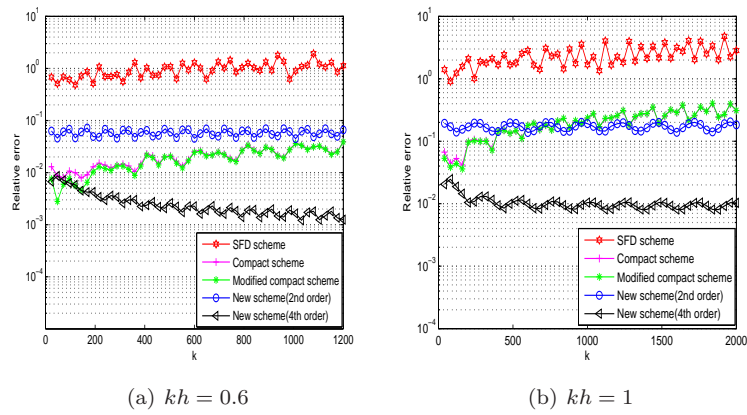 10^1
10^0
10^-1
10^-2
10^-3
10^-4
Relative error
0 200 400 600 800 1000 1200
k
SFD scheme
Compact scheme
Modified compact scheme
New scheme(2nd order)
New scheme(4th order)
(a) kh = 0.6
10^1
10^0
10^-1
10^-2
10^-3
10^-4
Relative error
0 500 1000 1500 2000
k
SFD scheme
Compact scheme
Modified compact scheme
New scheme(2nd order)
New scheme(4th order)
(b) kh = 1